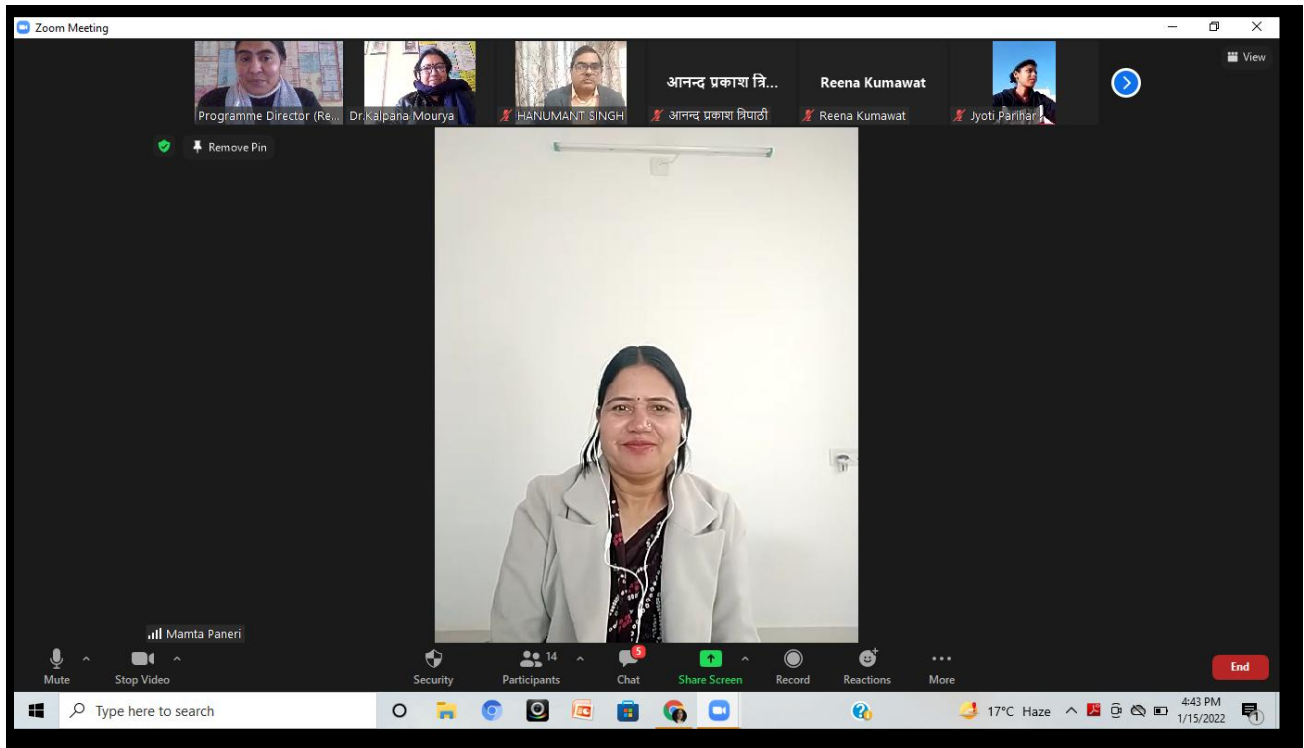 Zoom Meeting
View
आनन्द प्रकाश त्रि...
Reena Kumawat
Programme Director (Re...
Dr.Kalpana Mourya
HANUMANT SINGH
आनन्द प्रकाश त्रिपाठी
Reena Kumawat
Jyoti Parihar
Remove Pin
Mamta Paneri
Mute
Stop Video
Security
14
Participants
5
Chat
Share Screen
Record
Reactions
More
End
Type here to search
17°C Haze
4:43 PM
1/15/2022
1